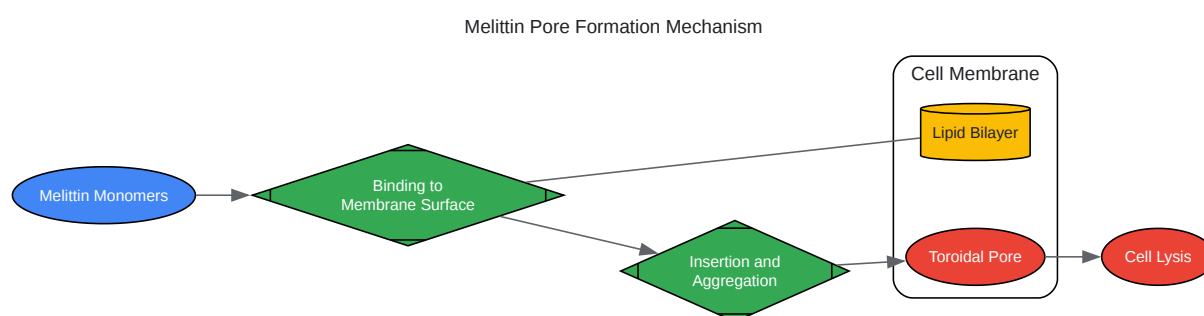 Melittin Pore Formation Mechanism
Cell Membrane
Lipid Bilayer
Melittin Monomers
Binding to
Membrane Surface
Insertion and
Aggregation
Toroidal Pore
Cell Lysis